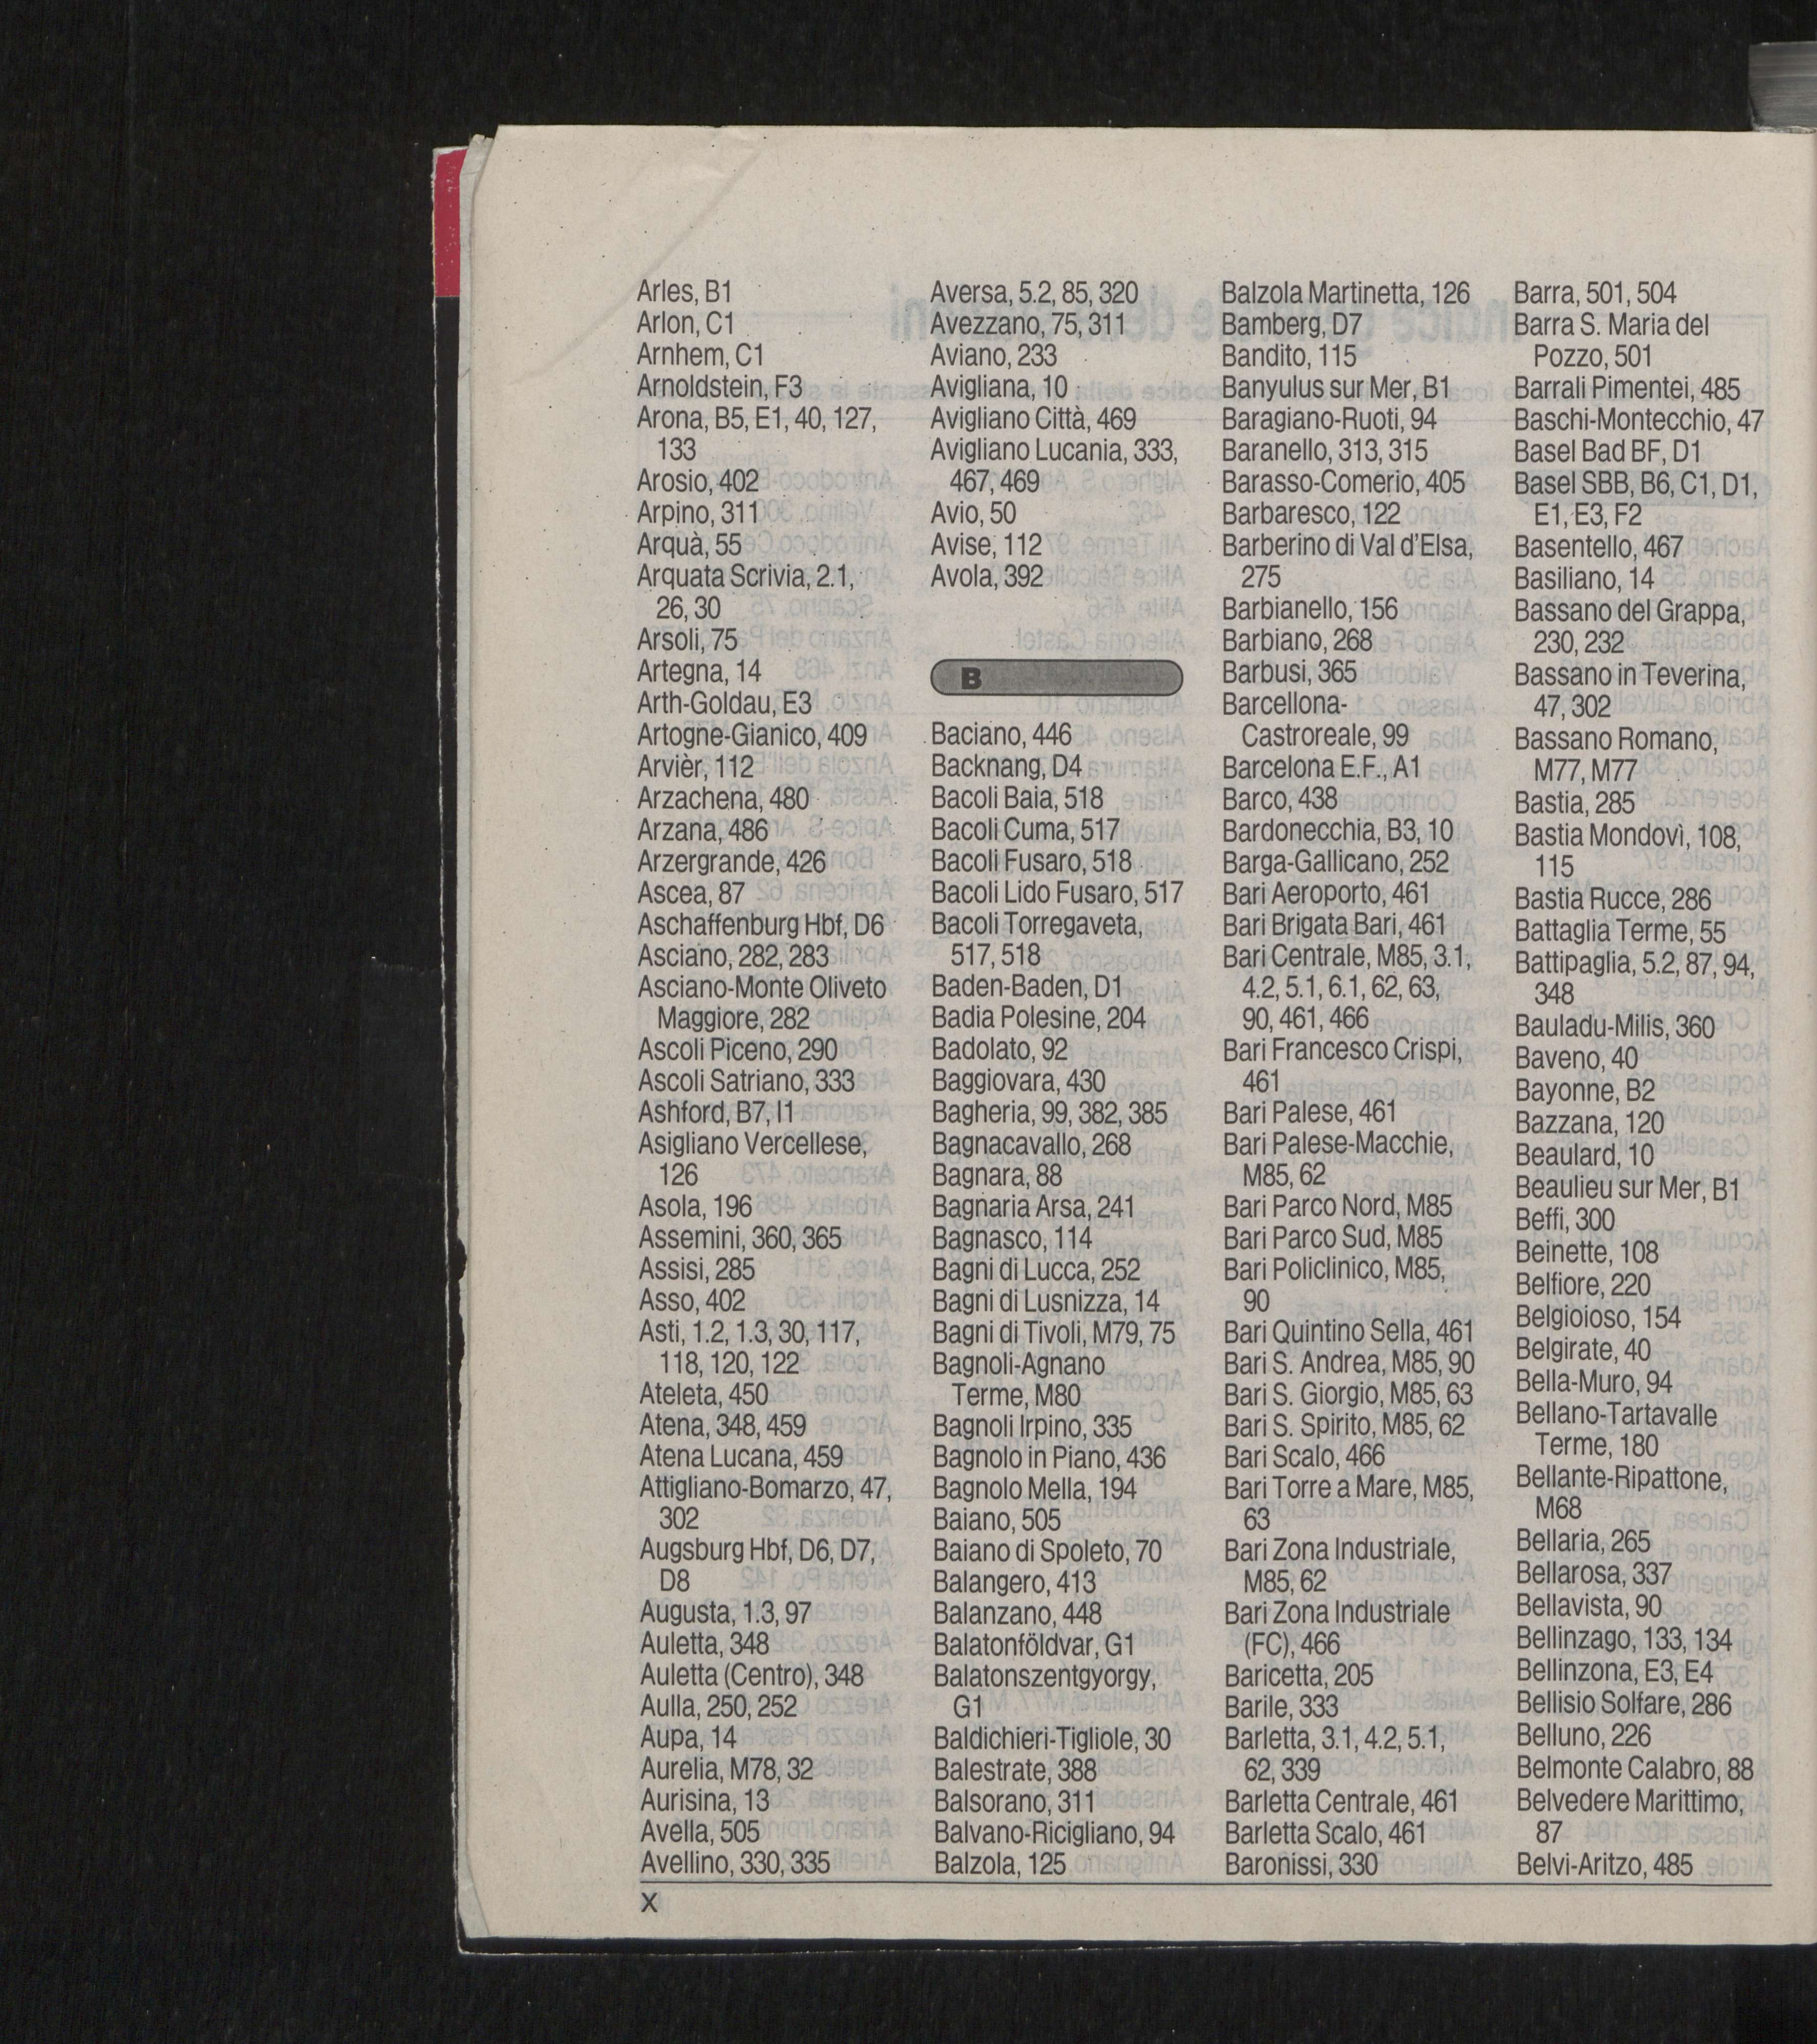 Arles, B1
Arlon, C1
Arnhem, C1
Arnoldstein, F3
Arona, B5, E1, 40, 127,
133
Arosio, 402
Arpino, 311
Arquà, 55
Arquata Scrivia, 2.1,
26, 30
Arsoli, 75
Artegna, 14
Arth-Goldau, E3
Artogne-Gianico, 409
Arvièr, 112
Arzachena, 480
Arzana, 486
Arzergrande, 426
Ascea, 87
Aschaffenburg Hbf, D6
Asciano, 282, 283
Asciano-Monte Oliveto
Maggiore, 282
Ascoli Piceno, 290
Ascoli Satriano, 333
Ashford, B7, I1
Asigliano Vercellese,
126
Asola, 196
Assemini, 360, 365
Assisi, 285
Asso, 402
Asti, 1.2, 1.3, 30, 117,
118, 120, 122
Ateleta, 450
Atena, 348, 459
Atena Lucana, 459
Attigliano-Bomarzo, 47,
302
Augsburg Hbf, D6, D7,
D8
Augusta, 1.3, 97
Auletta, 348
Auletta (Centro), 348
Aulla, 250, 252
Aupa, 14
Aurelia, M78, 32
Aurisina, 13
Avella, 505
Avellino, 330, 335
Aversa, 5.2, 85, 320
Avezzano, 75, 311
Aviano, 233
Avigliana, 10
Avigliano Città, 469
Avigliano Lucania, 333,
467, 469
Avio, 50
Avise, 112
Avola, 392
B
Baciano, 446
Backnang, D4
Bacoli Baia, 518
Bacoli Cuma, 517
Bacoli Fusaro, 518
Bacoli Lido Fusaro, 517
Bacoli Torregaveta,
517, 518
Baden-Baden, D1
Badia Polesine, 204
Badolato, 92
Baggiovara, 430
Bagheria, 99, 382, 385
Bagnacavallo, 268
Bagnara, 88
Bagnaria Arsa, 241
Bagnasco, 114
Bagni di Lucca, 252
Bagni di Lusnizza, 14
Bagni di Tivoli, M79, 75
Bagnoli-Agnano
Terme, M80
Bagnoli Irpino, 335
Bagnolo in Piano, 436
Bagnolo Mella, 194
Baiano, 505
Baiano di Spoleto, 70
Balangero, 413
Balanzano, 448
Balatonföldvar, G1
Balatonszentgyorgy,
G1
Baldichieri-Tigliole, 30
Balestrate, 388
Balsorano, 311
Balvano-Ricigliano, 94
Balzola, 125
Balzola Martinetta, 126
Bamberg, D7
Bandito, 115
Banyulus sur Mer, B1
Baragiano-Ruoti, 94
Baranello, 313, 315
Barasso-Comerio, 405
Barbaresco, 122
Barberino di Val d'Elsa,
275
Barbianello, 156
Barbiano, 268
Barbusi, 365
Barcellona-
Castroreale, 99
Barcelona E.F., A1
Barco, 438
Bardonecchia, B3, 10
Barga-Gallicano, 252
Bari Aeroporto, 461
Bari Brigata Bari, 461
Bari Centrale, M85, 3.1,
4.2, 5.1, 6.1, 62, 63,
90, 461, 466
Bari Francesco Crispi,
461
Bari Palese, 461
Bari Palese-Macchie,
M85, 62
Bari Parco Nord, M85
Bari Parco Sud, M85
Bari Policlinico, M85,
90
Bari Quintino Sella, 461
Bari S. Andrea, M85, 90
Bari S. Giorgio, M85, 63
Bari S. Spirito, M85, 62
Bari Scalo, 466
Bari Torre a Mare, M85,
63
Bari Zona Industriale,
M85, 62
Bari Zona Industriale
(FC), 466
Baricetta, 205
Barile, 333
Barletta, 3.1, 4.2, 5.1,
62, 339
Barletta Centrale, 461
Barletta Scalo, 461
Baronissi, 330
Barra, 501, 504
Barra S. Maria del
Pozzo, 501
Barrali Pimentei, 485
Baschi-Montecchio, 47
Basel Bad BF, D1
Basel SBB, B6, C1, D1,
E1, E3, F2
Basentello, 467
Basiliano, 14
Bassano del Grappa,
230, 232
Bassano in Teverina,
47, 302
Bassano Romano,
M77, M77
Bastia, 285
Bastia Mondovì, 108,
115
Bastia Rucce, 286
Battaglia Terme, 55
Battipaglia, 5.2, 87, 94,
348
Bauladu-Milis, 360
Baveno, 40
Bayonne, B2
Bazzana, 120
Beaulard, 10
Beaulieu sur Mer, B1
Beffi, 300
Beinette, 108
Belfiore, 220
Belgioioso, 154
Belgirate, 40
Bella-Muro, 94
Bellano-Tartavalle
Terme, 180
Bellante-Ripattone,
M68
Bellaria, 265
Bellarosa, 337
Bellavista, 90
Bellinzago, 133, 134
Bellinzona, E3, E4
Bellisio Solfare, 286
Belluno, 226
Belmonte Calabro, 88
Belvedere Marittimo,
87
Belvi-Aritzo, 485
X